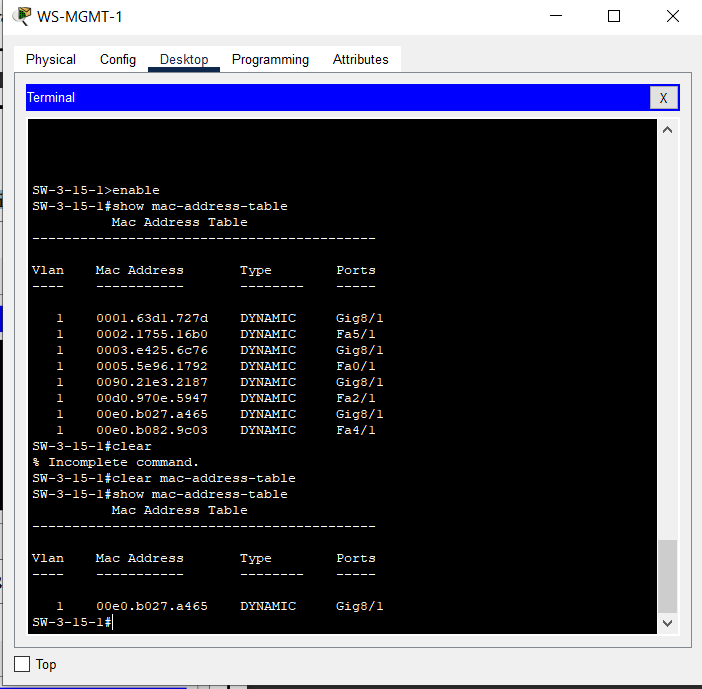 WS-MGMT-1
Physical Config Desktop Programming Attributes
Terminal X
SW-3-15-1>enable
SW-3-15-1#show mac-address-table
Mac Address Table
-------------------------------------------
Vlan Mac Address Type Ports
---- ----------- -------- -----
1 0001.63d1.727d DYNAMIC Gig8/1
1 0002.1755.16b0 DYNAMIC Fa5/1
1 0003.e425.6c76 DYNAMIC Gig8/1
1 0005.5e96.1792 DYNAMIC Fa0/1
1 0090.21e3.2187 DYNAMIC Gig8/1
1 00d0.970e.5947 DYNAMIC Fa2/1
1 00e0.b027.a465 DYNAMIC Gig8/1
1 00e0.b082.9c03 DYNAMIC Fa4/1
SW-3-15-1#clear
% Incomplete command.
SW-3-15-1#clear mac-address-table
SW-3-15-1#show mac-address-table
Mac Address Table
-------------------------------------------
Vlan Mac Address Type Ports
---- ----------- -------- -----
1 00e0.b027.a465 DYNAMIC Gig8/1
SW-3-15-1#
Top